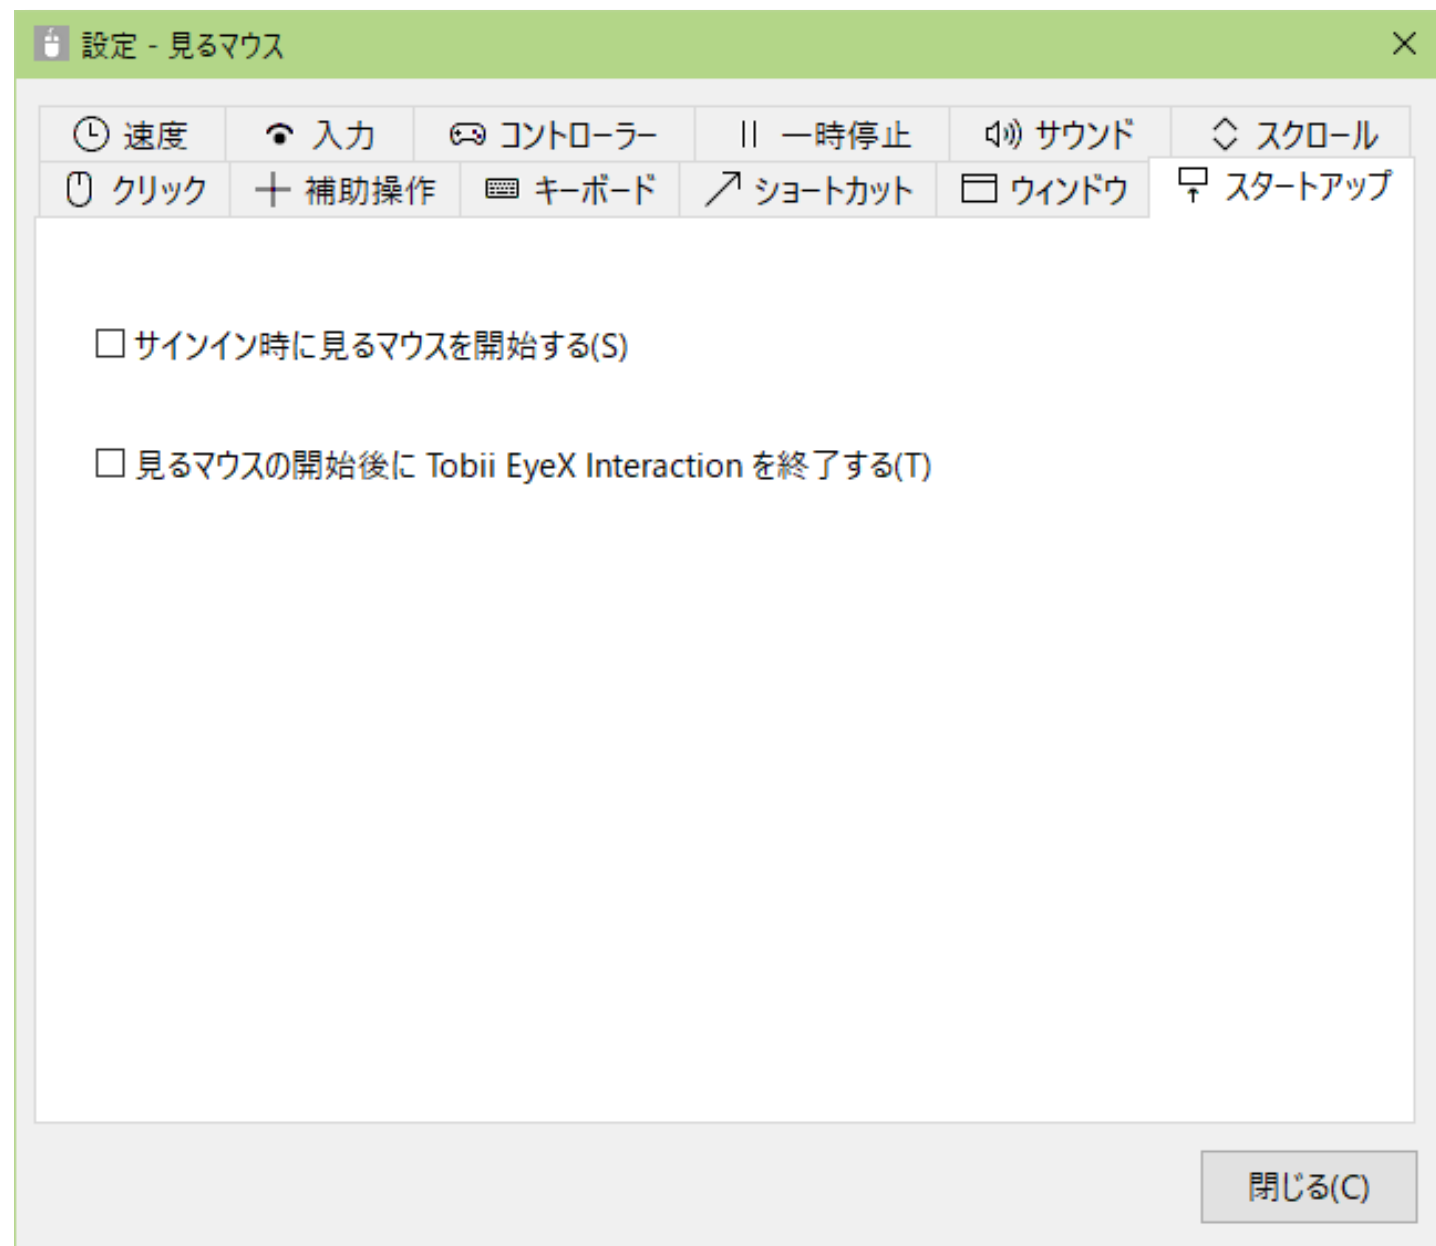 設定 - 見るマウス
速度 入力 コントローラー 一時停止 サウンド スクロール
クリック 補助操作 キーボード ショートカット ウィンドウ スタートアップ
サインイン時に見るマウスを開始する(S)
見るマウスの開始後に Tobii EyeX Interaction を終了する(T)
閉じる(C)